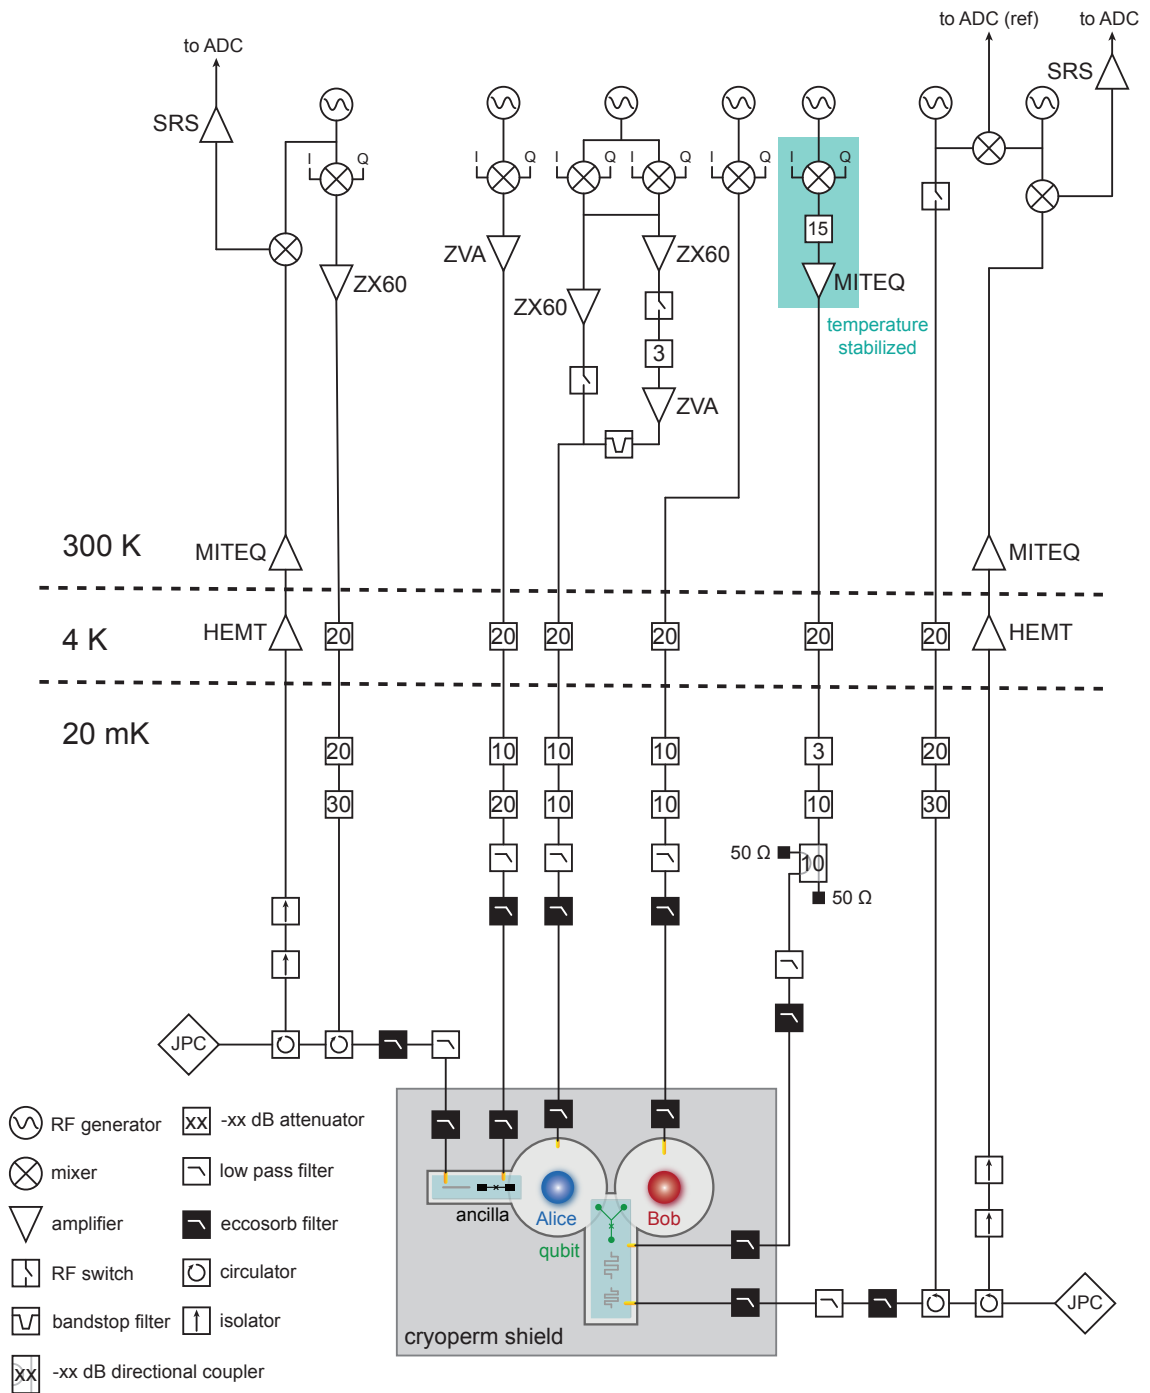 to ADC (ref)
to ADC
to ADC
SRS
SRS
I
Q
I
Q
I
Q
I
Q
I
Q
I
Q
15
ZVA
ZX60
ZX60
ZX60
MITEQ
temperature
stabilized
3
ZVA
300 K
MITEQ
MITEQ
4 K
HEMT
20
20
20
20
20
20
HEMT
20 mK
20
10
10
10
3
20
30
20
10
10
10
30
50 Ω
10
50 Ω
JPC
RF generator
xx
-xx dB attenuator
mixer
low pass filter
amplifier
eccosorb filter
RF switch
circulator
bandstop filter
isolator
xx
-xx dB directional coupler
ancilla
Alice
Bob
qubit
JPC
cryoperm shield